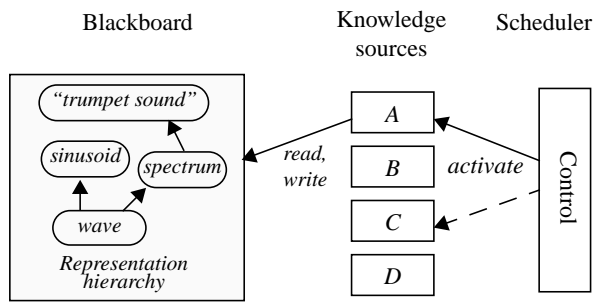 Blackboard
Knowledge
sources
Scheduler
“trumpet sound”
sinusoid
spectrum
wave
Representation
hierarchy
read,
write
A
B
C
D
activate
Control